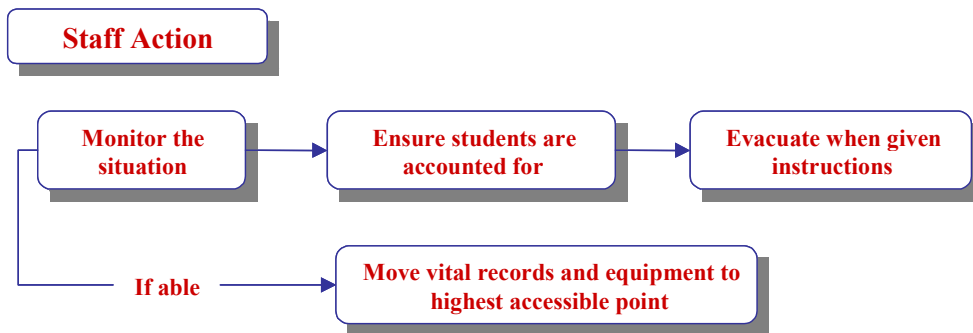 Staff Action
Monitor the
situation
Ensure students are
accounted for
Evacuate when given
instructions
If able
Move vital records and equipment to
highest accessible point